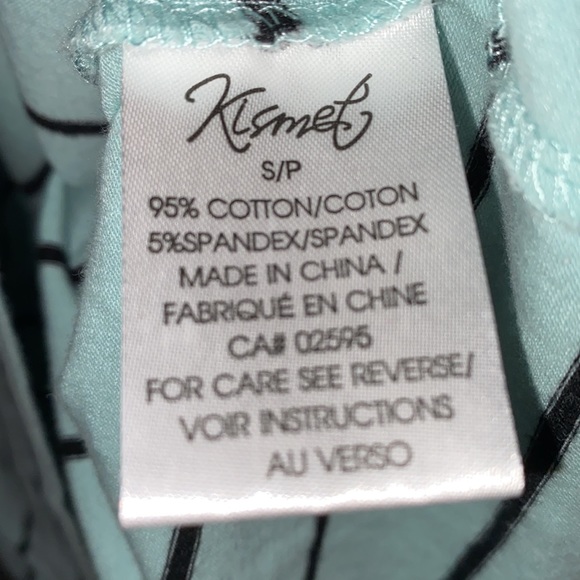 Kismet
S/P
95% COTTON/COTON
5%SPANDEX/SPANDEX
MADE IN CHINA /
FABRIQUÉ EN CHINE
CA# 02595
FOR CARE SEE REVERSE/
VOIR INSTRUCTIONS
AU VERSO